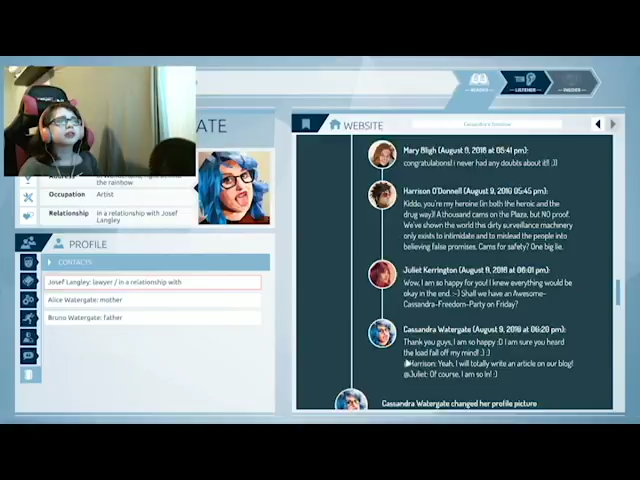 READER
LISTENER
INSIDER
ATE
WEBSITE
Cassandra's Timeline
Address
the rainbow
Occupation
Artist
Relationship
in a relationship with Josef
Langley
PROFILE
CONTACTS
Josef Langley: lawyer / in a relationship with
Alice Watergate: mother
Bruno Watergate: father
Mary Bligh (August 9, 2016 at 05:41 pm):
congratulations! i never had any doubts about it!! ;))
Harrison O'Donnell (August 9, 2016 05:45 pm):
Kiddo, you're my heroine (in both the heroic and the
drug way)! A thousand cams on the Plaza, but NO proof.
We've shown the world this dirty surveillance machinery
only exists to intimidate and to mislead the people into
believing false promises. Cams for safety? One big lie.
Juliet Kerrington (August 9, 2016 at 06:01 pm):
Wow, I am so happy for you! I knew everything would be
okay in the end. :-) Shall we have an Awesome-
Cassandra-Freedom-Party on Friday?
Cassandra Watergate (August 9, 2016 at 06:20 pm):
Thank you guys, I am so happy :D I am sure you heard
the load fall off my mind! ;) :)
@Harrison: Yeah, I will totally write an article on our blog!
@Juliet: Of course, I am so in! :)
Cassandra Watergate changed her profile picture